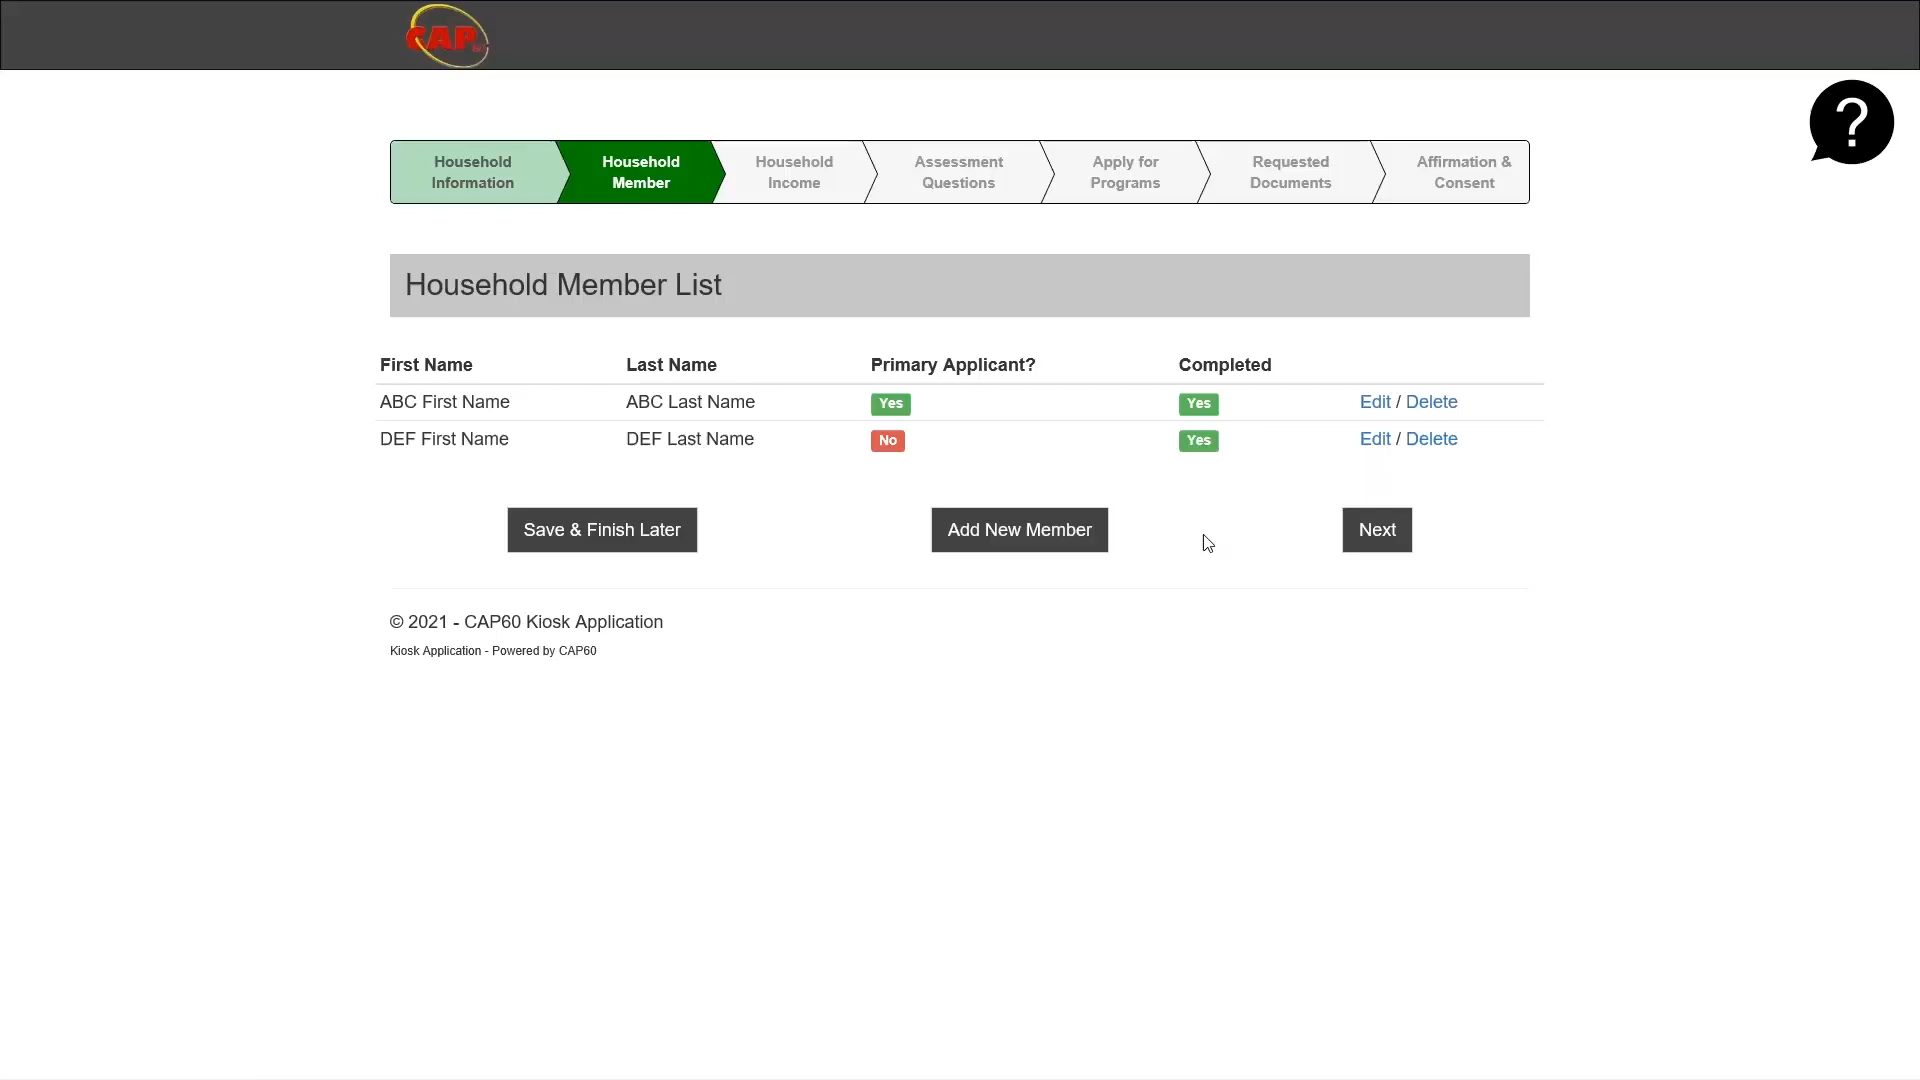 CAP
Household Information
Household Member
Household Income
Assessment Questions
Apply for Programs
Requested Documents
Affirmation & Consent
?
Household Member List
First Name Last Name Primary Applicant? Completed
ABC First Name ABC Last Name Yes Yes Edit / Delete
DEF First Name DEF Last Name No Yes Edit / Delete
Save & Finish Later Add New Member Next
© 2021 - CAP60 Kiosk Application
Kiosk Application - Powered by CAP60